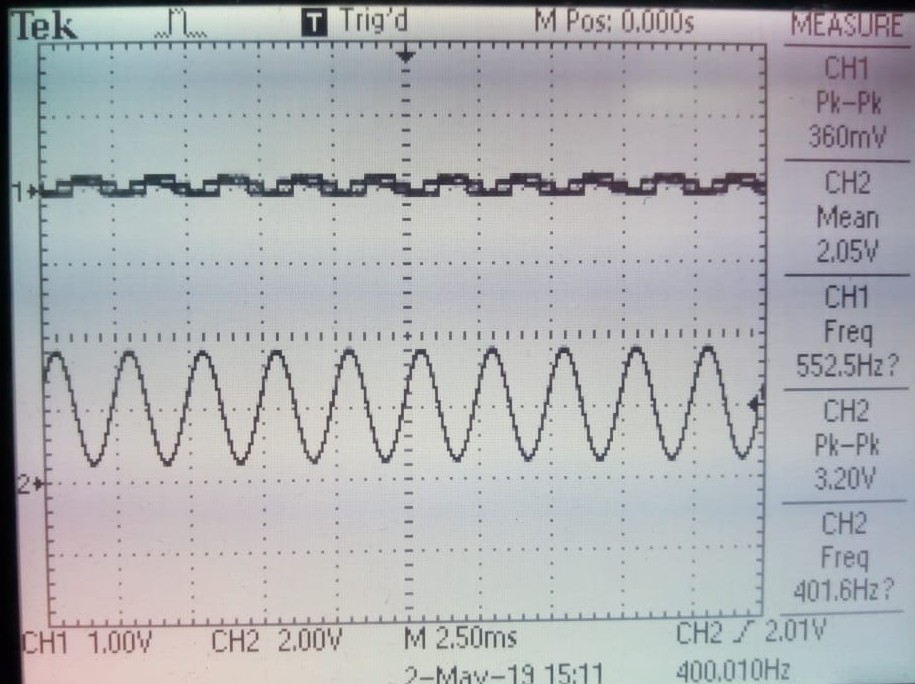 Tek T Trig'd M Pos: 0.000s MEASURE
CH1
Pk-Pk
360mV
CH2
Mean
2.05V
CH1
Freq
552.5Hz?
CH2
Pk-Pk
3.20V
CH2
Freq
401.6Hz?
1
2
CH1 1.00V CH2 2.00V M 2.50ms CH2 2.01V
2-May-19 15:11 400.010Hz